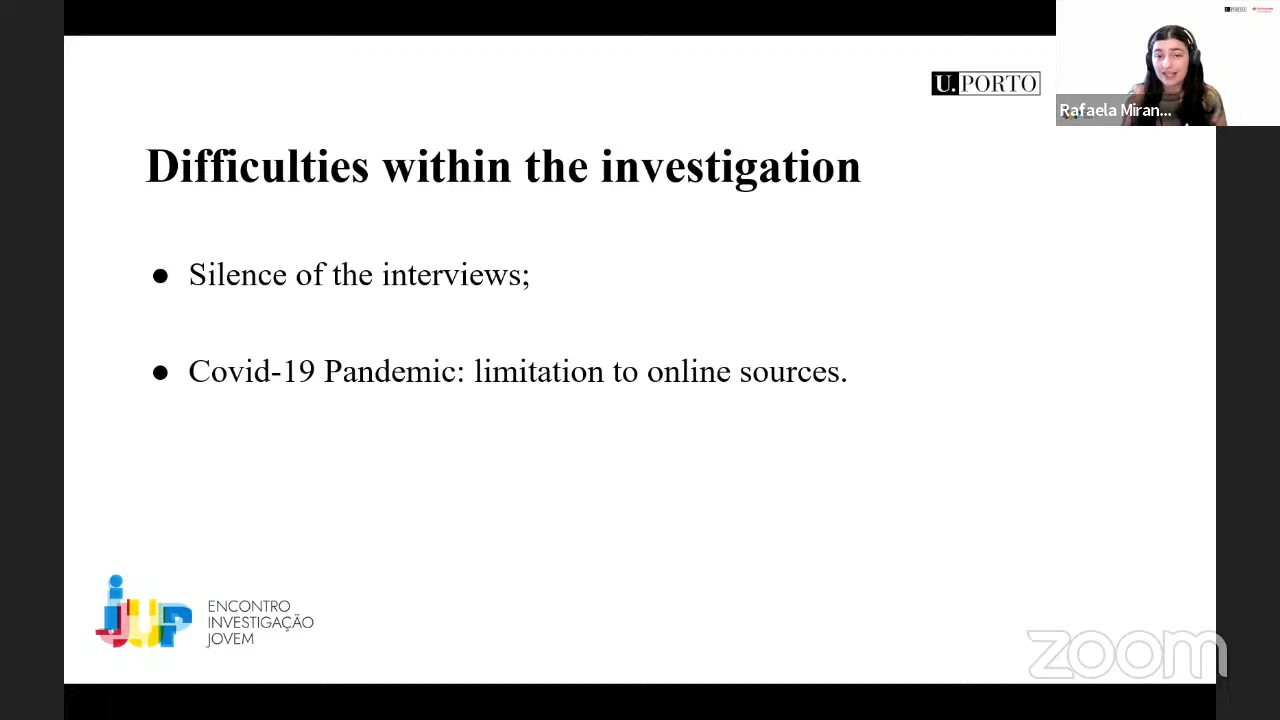 U.PORTO
Rafaela Miran...
Difficulties within the investigation
● Silence of the interviews;
● Covid-19 Pandemic: limitation to online sources.
ijUP
ENCONTRO
INVESTIGAÇÃO
JOVEM
zoom